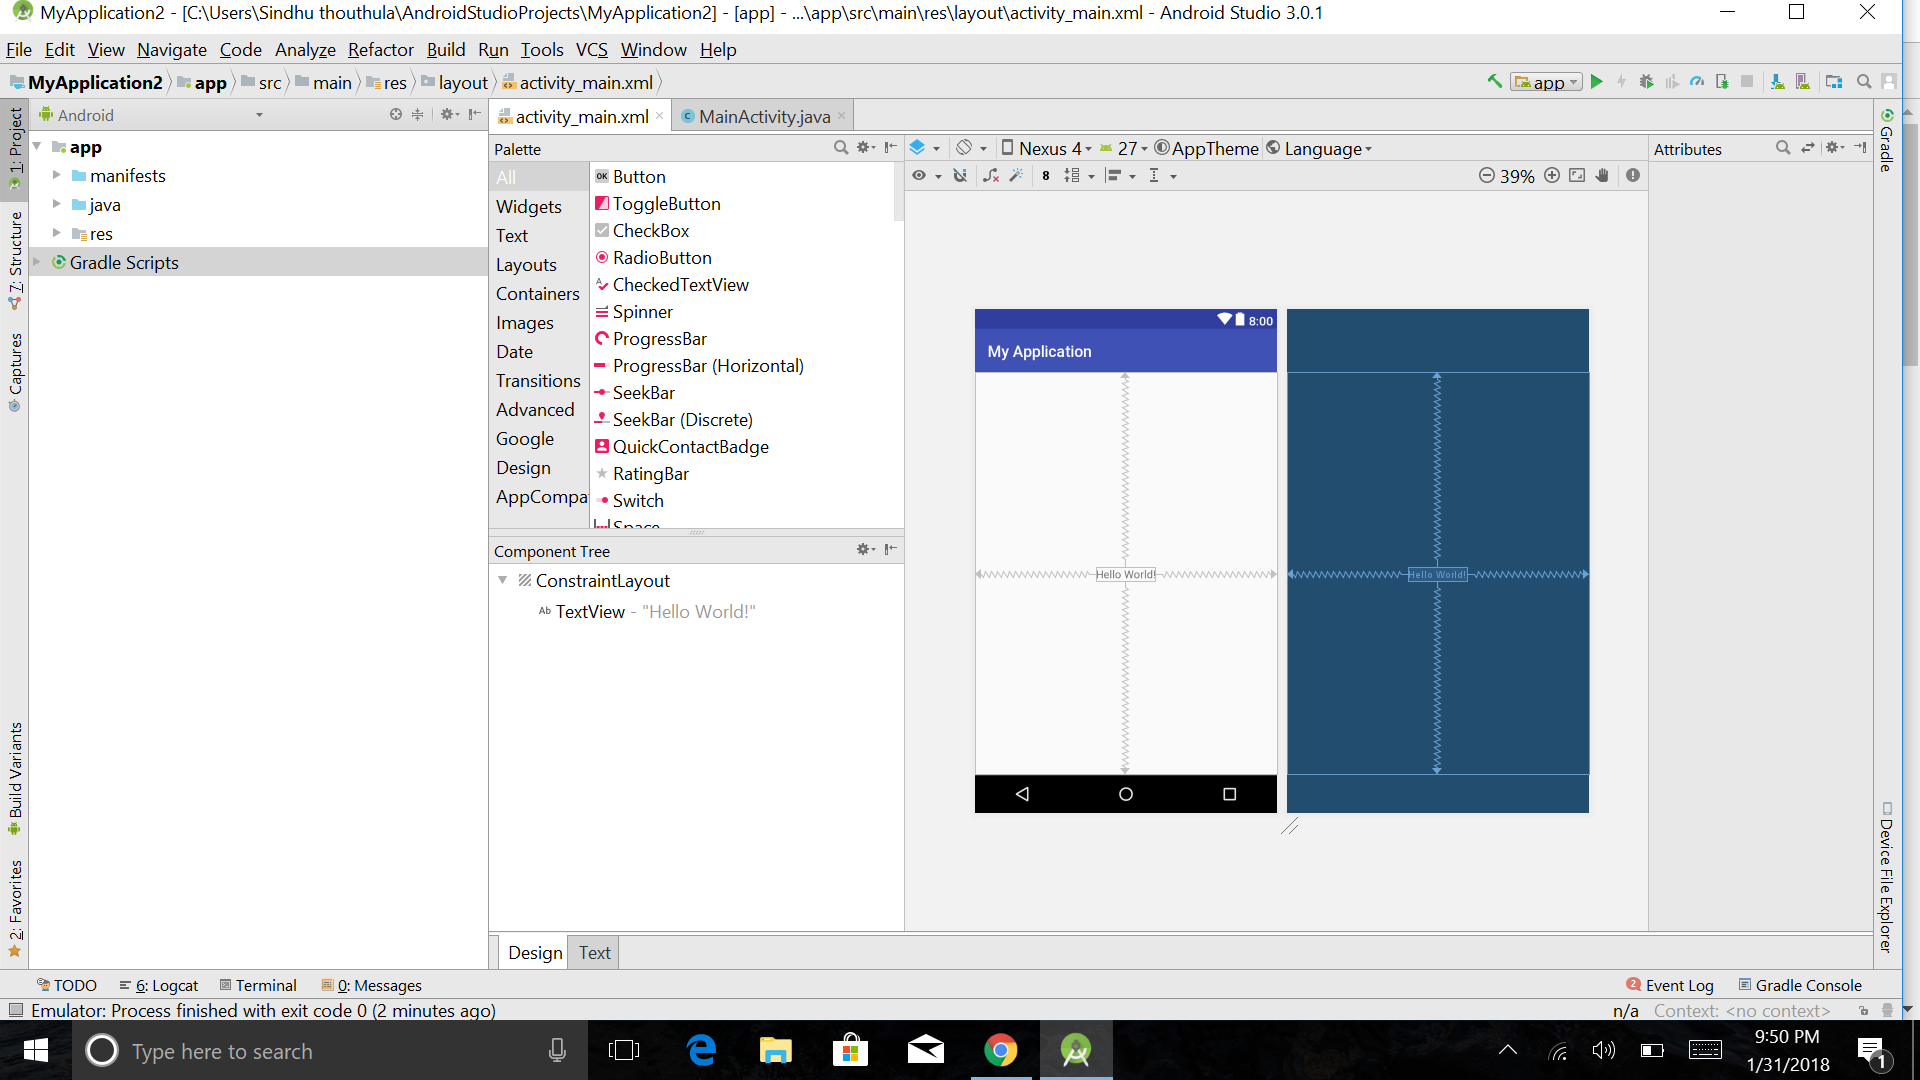 MyApplication2 - [C:\Users\Sindhu thouthula\AndroidStudioProjects\MyApplication2] - [app] - ...\app\src\main\res\layout\activity_main.xml - Android Studio 3.0.1
File Edit View Navigate Code Analyze Refactor Build Run Tools VCS Window Help
MyApplication2 app src main res layout activity_main.xml
app
1: Project
7: Structure
Captures
Build Variants
2: Favorites
Android
app
manifests
java
res
Gradle Scripts
activity_main.xml
MainActivity.java
Palette
All
Widgets
Text
Layouts
Containers
Images
Date
Transitions
Advanced
Google
Design
AppCompa
OK Button
ToggleButton
CheckBox
RadioButton
CheckedTextView
Spinner
ProgressBar
ProgressBar (Horizontal)
SeekBar
SeekBar (Discrete)
QuickContactBadge
RatingBar
Switch
Space
Component Tree
ConstraintLayout
Ab TextView - "Hello World!"
Nexus 4 27 AppTheme Language
8
39%
8:00
My Application
Hello World!
Hello World!
Attributes
Gradle
Device File Explorer
Design Text
TODO 6: Logcat Terminal 0: Messages
2 Event Log Gradle Console
Emulator: Process finished with exit code 0 (2 minutes ago)
n/a Context: <no context>
Type here to search
9:50 PM
1/31/2018
1